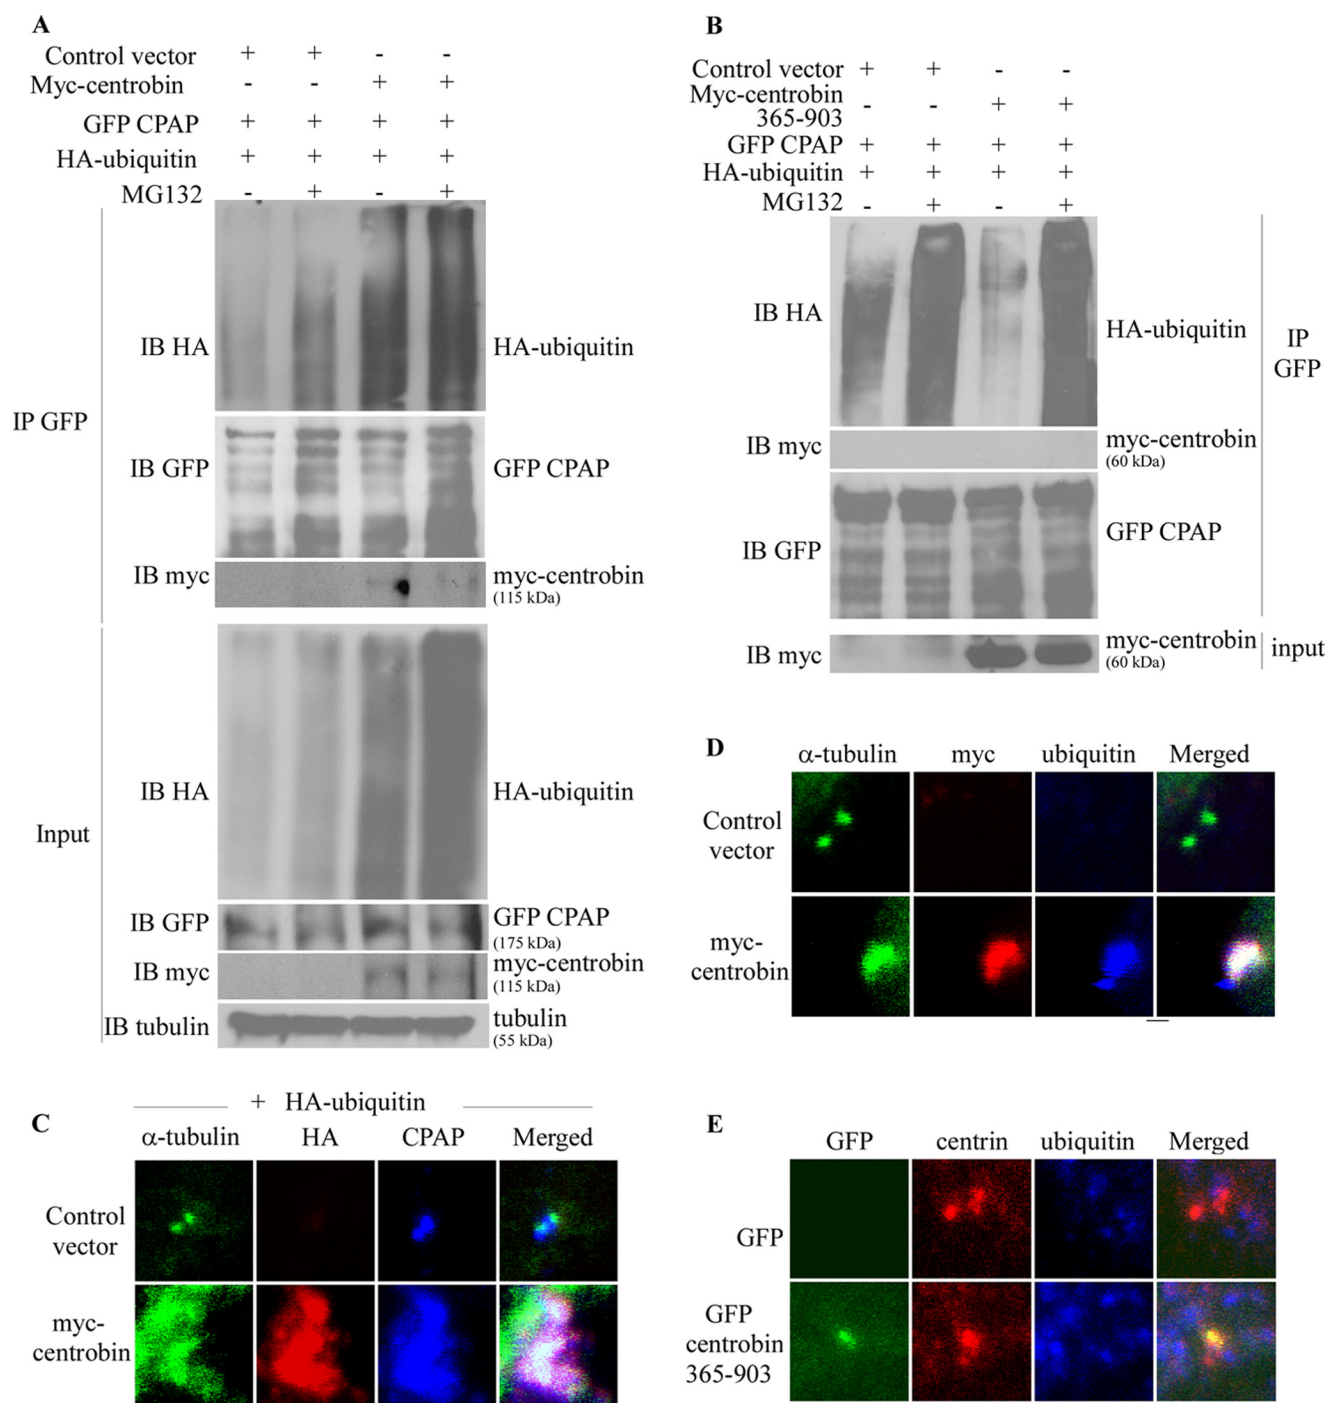 A
Control vector + + - -
Myc-centrobin - - + +
GFP CPAP + + + +
HA-ubiquitin + + + +
MG132 - + - +
IP GFP
IB HA
HA-ubiquitin
IB GFP
GFP CPAP
IB myc
myc-centrobin
(115 kDa)
Input
IB HA
HA-ubiquitin
IB GFP
GFP CPAP
(175 kDa)
IB myc
myc-centrobin
(115 kDa)
IB tubulin
tubulin
(55 kDa)
B
Control vector + + - -
Myc-centrobin
365-903
- - + +
GFP CPAP + + + +
HA-ubiquitin + + + +
MG132 - + - +
IB HA
HA-ubiquitin
IP
GFP
IB myc
myc-centrobin
(60 kDa)
IB GFP
GFP CPAP
IB myc
myc-centrobin
(60 kDa)
input
C
+ HA-ubiquitin
α-tubulin HA CPAP Merged
Control
vector
myc-
centrobin
D
α-tubulin myc ubiquitin Merged
Control
vector
myc-
centrobin
E
GFP centrin ubiquitin Merged
GFP
GFP
centrobin
365-903